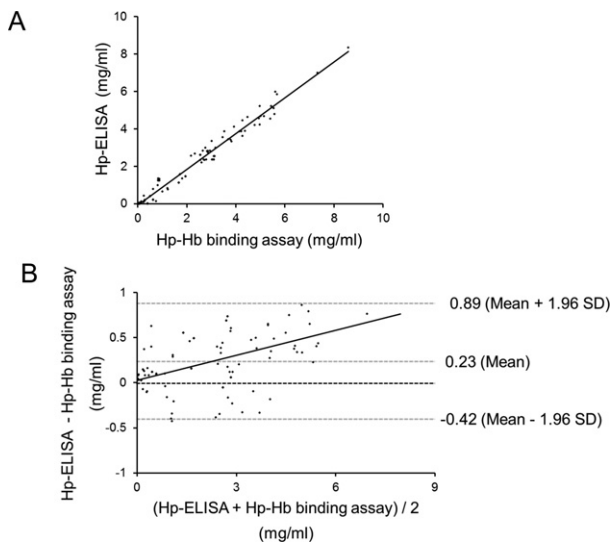 A
10
8
6
4
2
0
Hp-ELISA (mg/ml)
0 2 4 6 8 10
Hp-Hb binding assay (mg/ml)
B
1
0.5
0
-0.5
-1
Hp-ELISA - Hp-Hb binding assay
(mg/ml)
0.89 (Mean + 1.96 SD)
0.23 (Mean)
-0.42 (Mean - 1.96 SD)
0 3 6 9
(Hp-ELISA + Hp-Hb binding assay) / 2
(mg/ml)